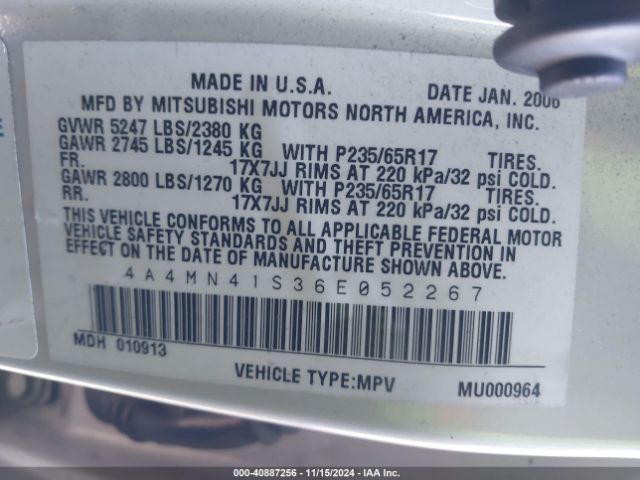 MADE IN U.S.A. DATE JAN. 2006
MFD BY MITSUBISHI MOTORS NORTH AMERICA, INC.
GVWR 5247 LBS/2380 KG
GAWR 2745 LBS/1245 KG WITH P235/65R17 TIRES.
FR. 17X7JJ RIMS AT 220 kPa/32 psi COLD.
GAWR 2800 LBS/1270 KG WITH P235/65R17 TIRES.
RR. 17X7JJ RIMS AT 220 kPa/32 psi COLD.
THIS VEHICLE CONFORMS TO ALL APPLICABLE FEDERAL MOTOR
VEHICLE SAFETY STANDARDS AND THEFT PREVENTION IN
EFFECT ON THE DATE OF MANUFACTURE SHOWN ABOVE.
4A4MN41S36E052267
MDH 010913
VEHICLE TYPE:MPV MU000964
000-40887256 - 11/15/2024 - IAA Inc.